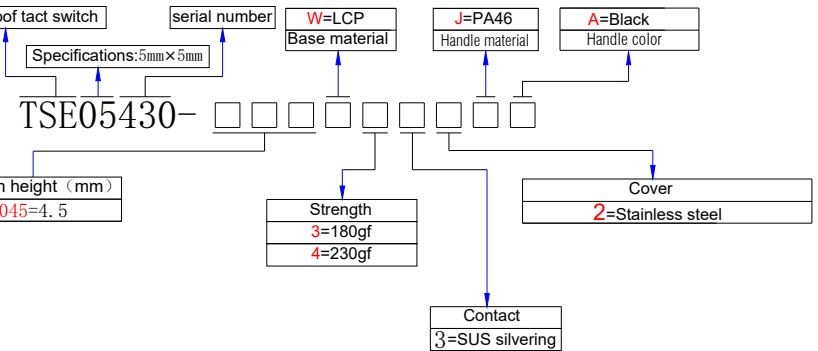 oof tact switch
serial number
W=LCP
Base material
J=PA46
Handle material
A=Black
Handle color
Specifications:5mm×5mm
TSE05430-□□□□□□□□□
n height（mm）
045=4.5
Strength
3=180gf
4=230gf
Cover
2=Stainless steel
Contact
3=SUS silvering